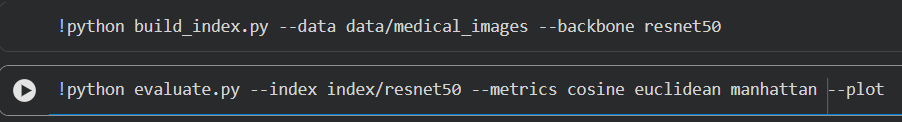 !python build_index.py --data data/medical_images --backbone resnet50
!python evaluate.py --index index/resnet50 --metrics cosine euclidean manhattan --plot